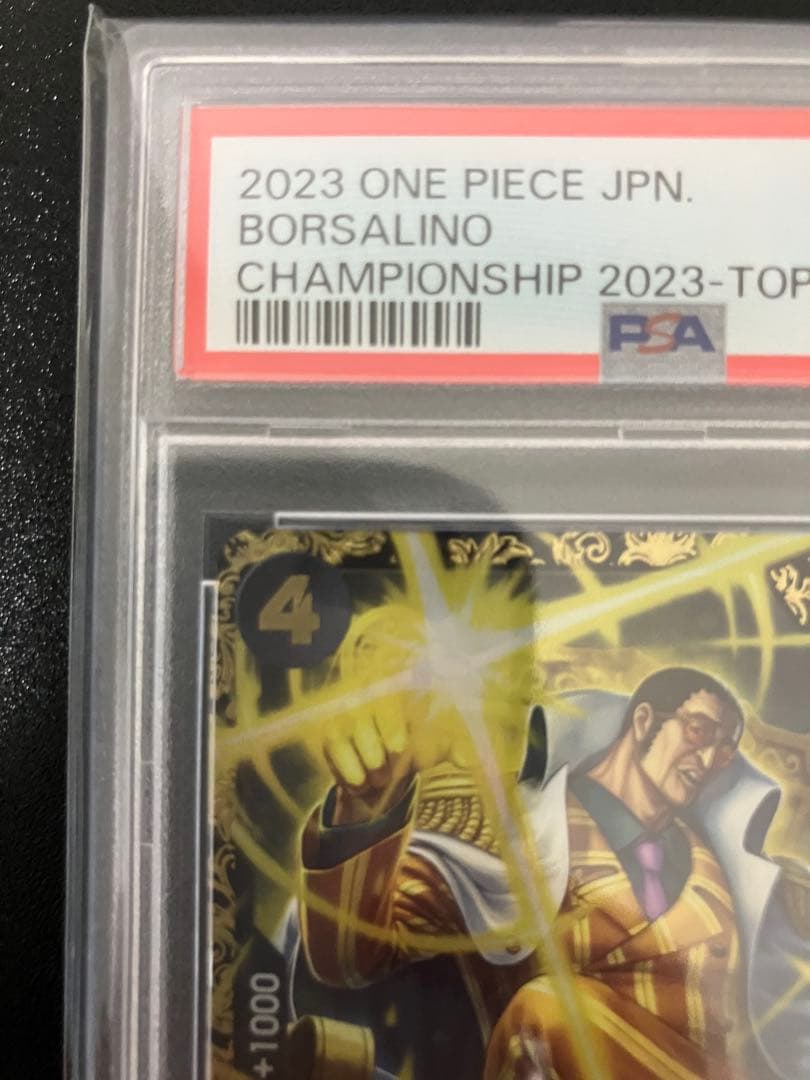 2023 ONE PIECE JPN.
BORSALINO
CHAMPIONSHIP 2023-TOP
PSA
4
+1000